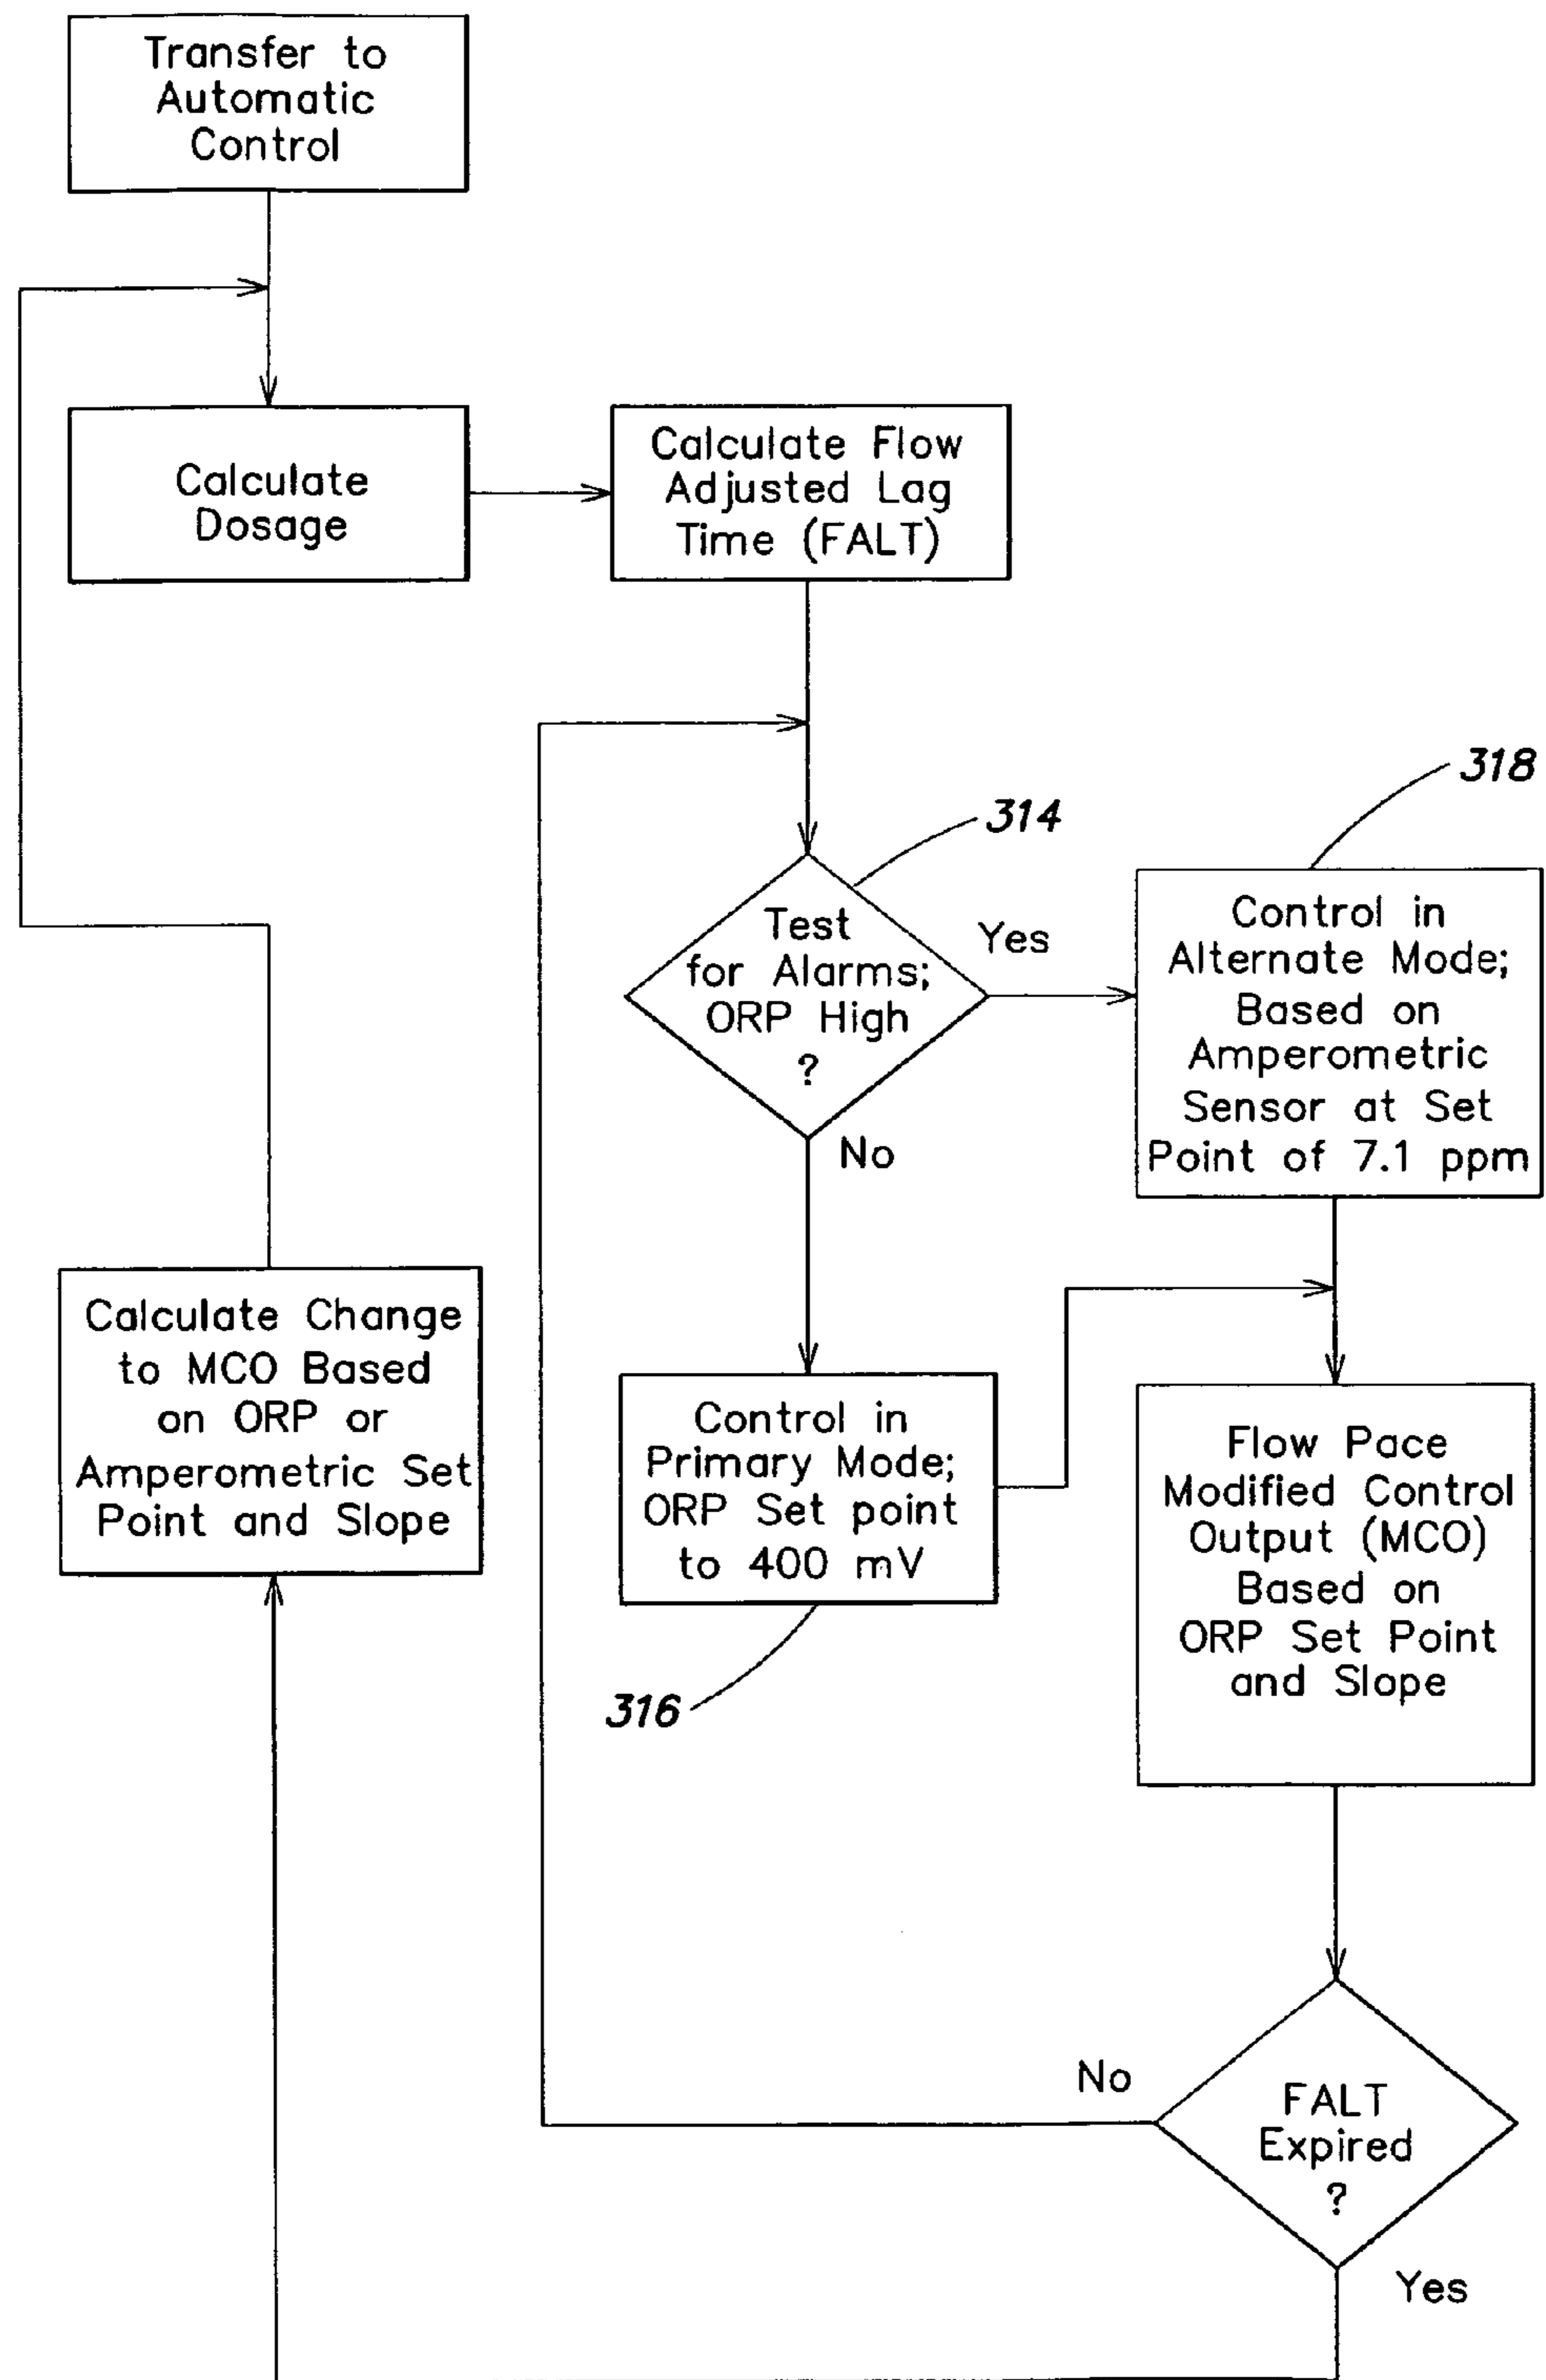 Transfer to
Automatic
Control
Calculate
Dosage
Calculate Flow
Adjusted Lag
Time (FALT)
318
314
Test
for Alarms;
ORP High
?
Yes
No
Control in
Alternate Mode;
Based on
Amperometric
Sensor at Set
Point of 7.1 ppm
Calculate Change
to MCO Based
on ORP or
Amperometric Set
Point and Slope
Control in
Primary Mode;
ORP Set point
to 400 mV
316
Flow Pace
Modified Control
Output (MCO)
Based on
ORP Set Point
and Slope
No
FALT
Expired
?
Yes